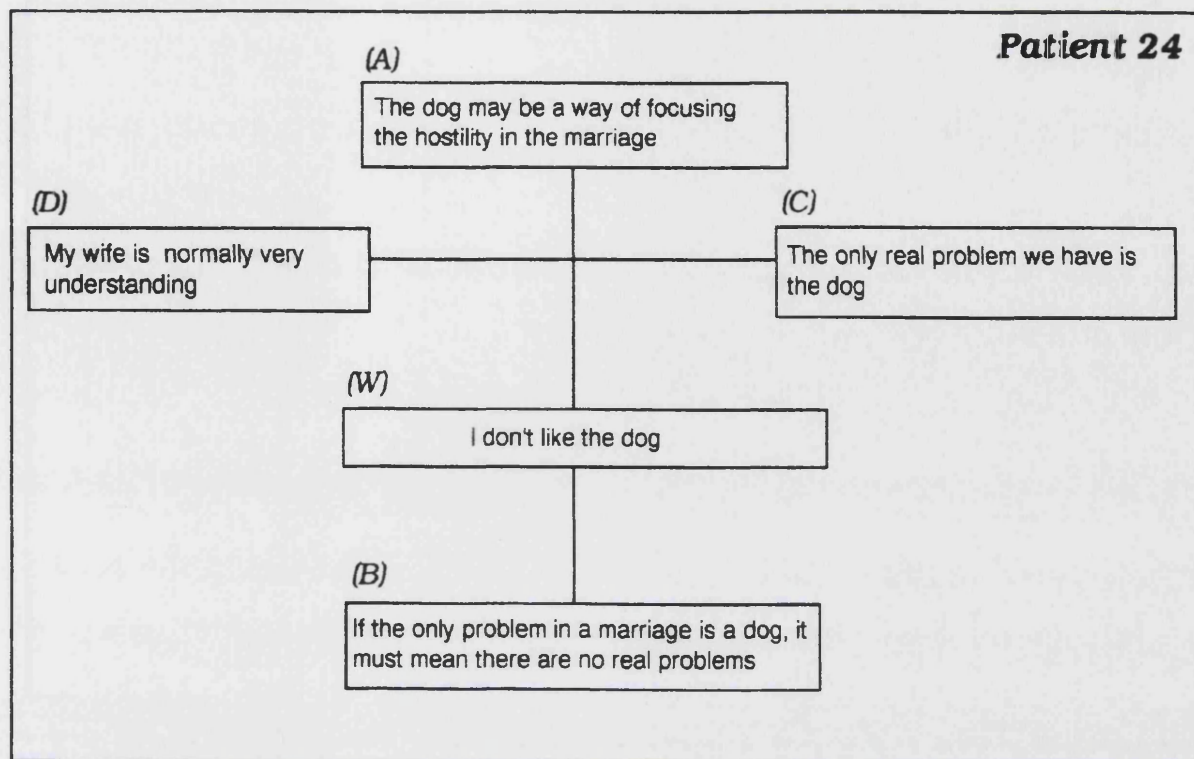 Patient 24
(A)
The dog may be a way of focusing
the hostility in the marriage
(D)
My wife is normally very
understanding
(C)
The only real problem we have is
the dog
(W)
I don't like the dog
(B)
If the only problem in a marriage is a dog, it
must mean there are no real problems